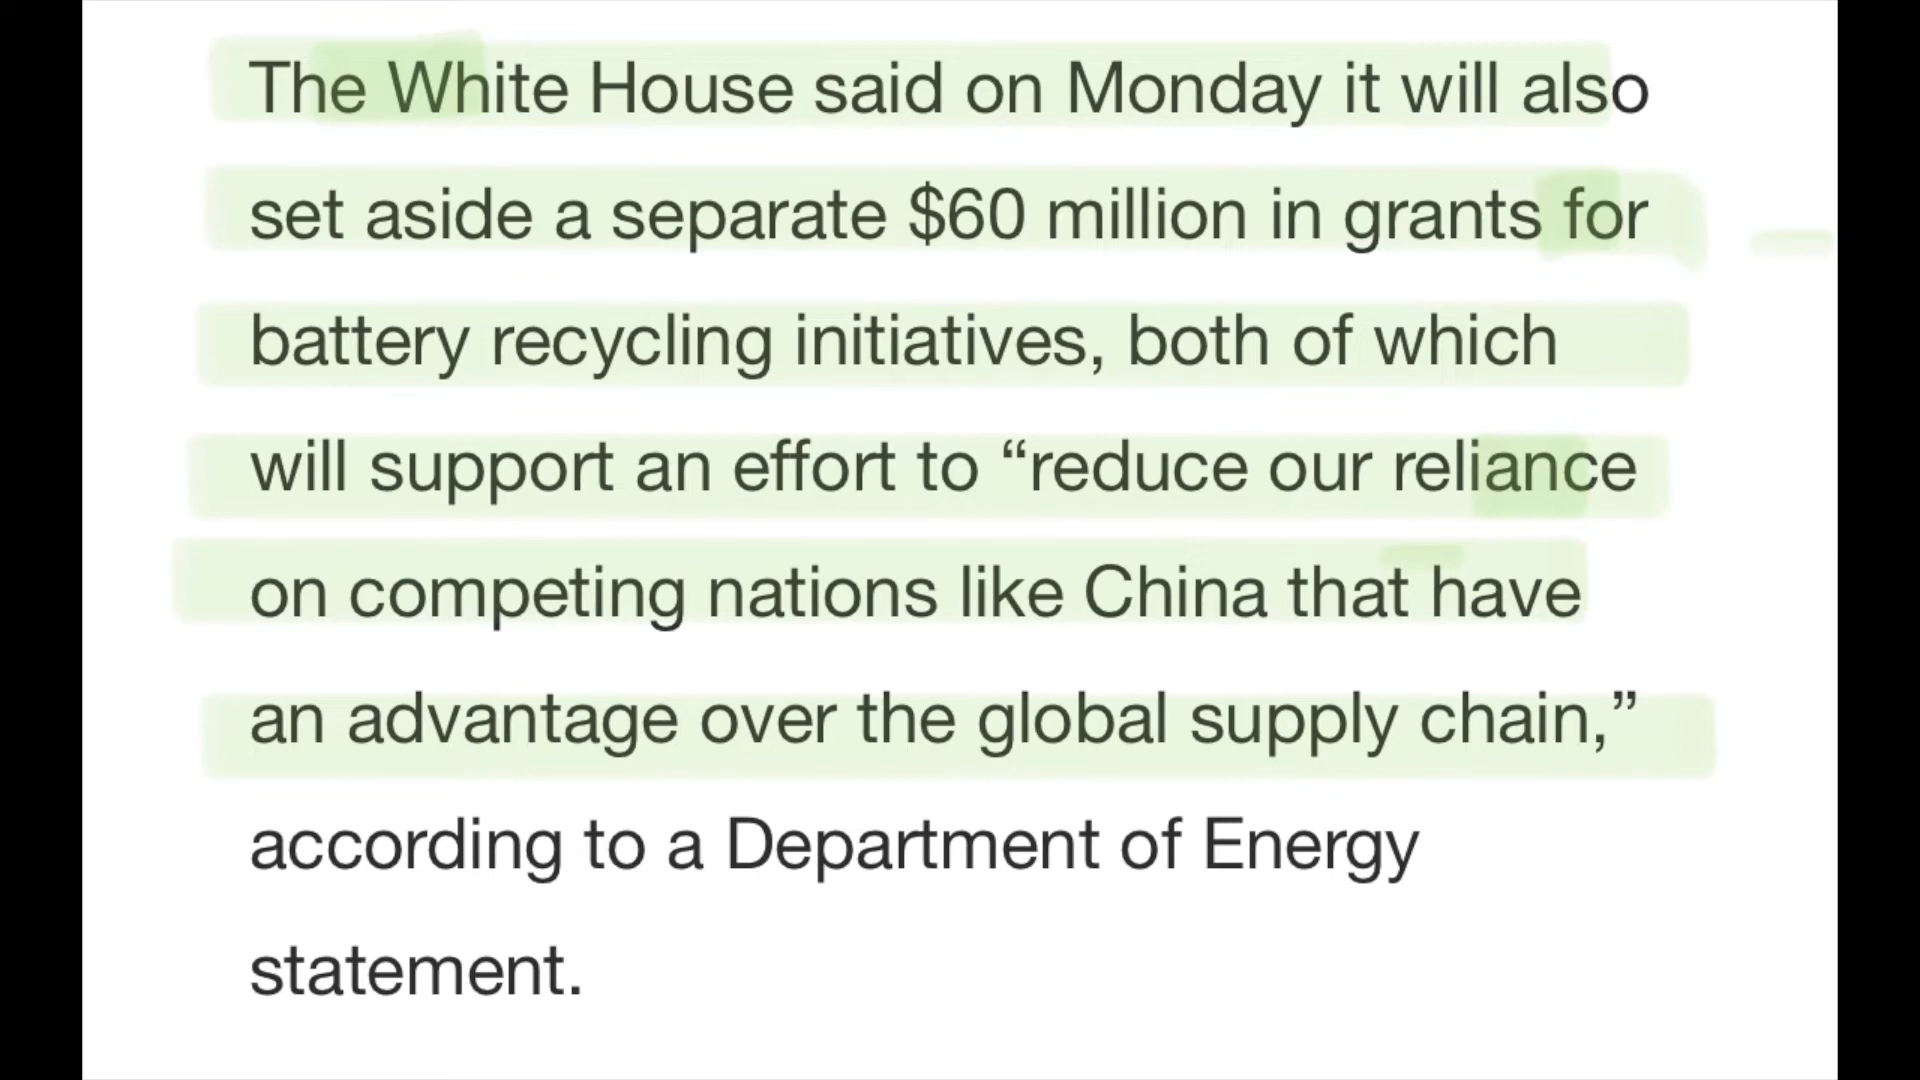 The White House said on Monday it will also
set aside a separate $60 million in grants for
battery recycling initiatives, both of which
will support an effort to “reduce our reliance
on competing nations like China that have
an advantage over the global supply chain,”
according to a Department of Energy
statement.